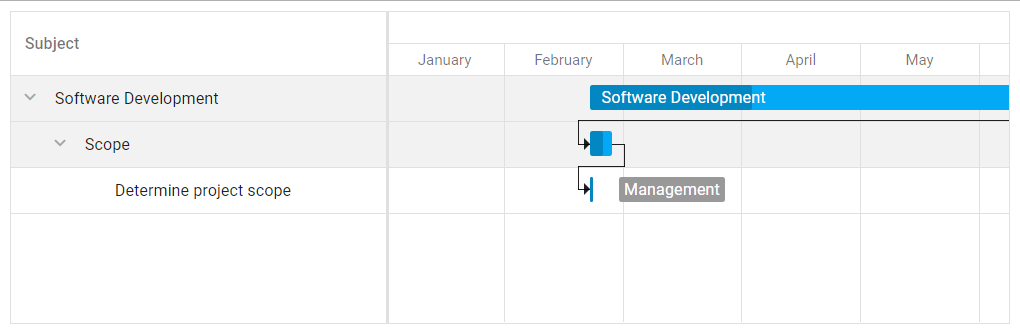 Subject
January February March April May
Software Development Software Development
Scope
Determine project scope Management